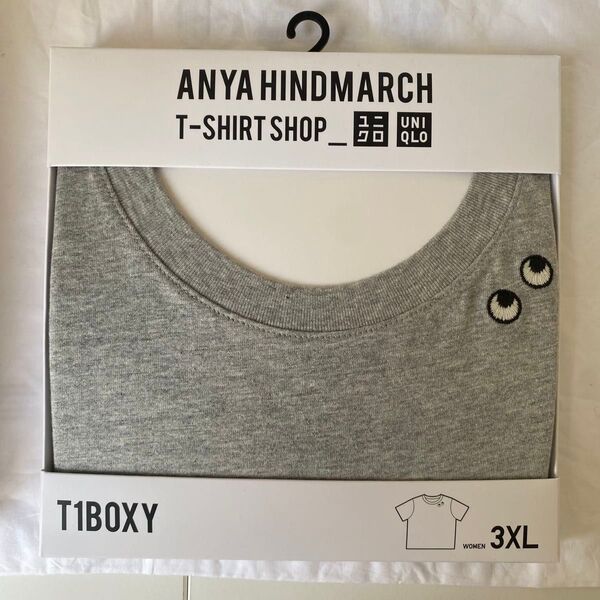 ANYA HINDMARCH
T-SHIRT SHOP_ ユニクロ UNIQLO
T1BOXY
WOMEN 3XL